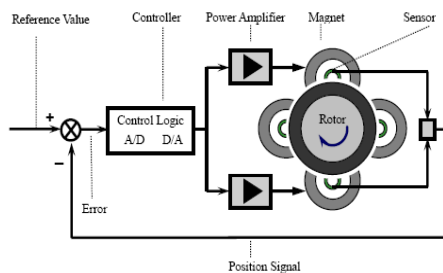 Reference Value
Controller
Power Amplifier
Magnet
Sensor
+
−
Control Logic
A/D D/A
Rotor
Error
Position Signal